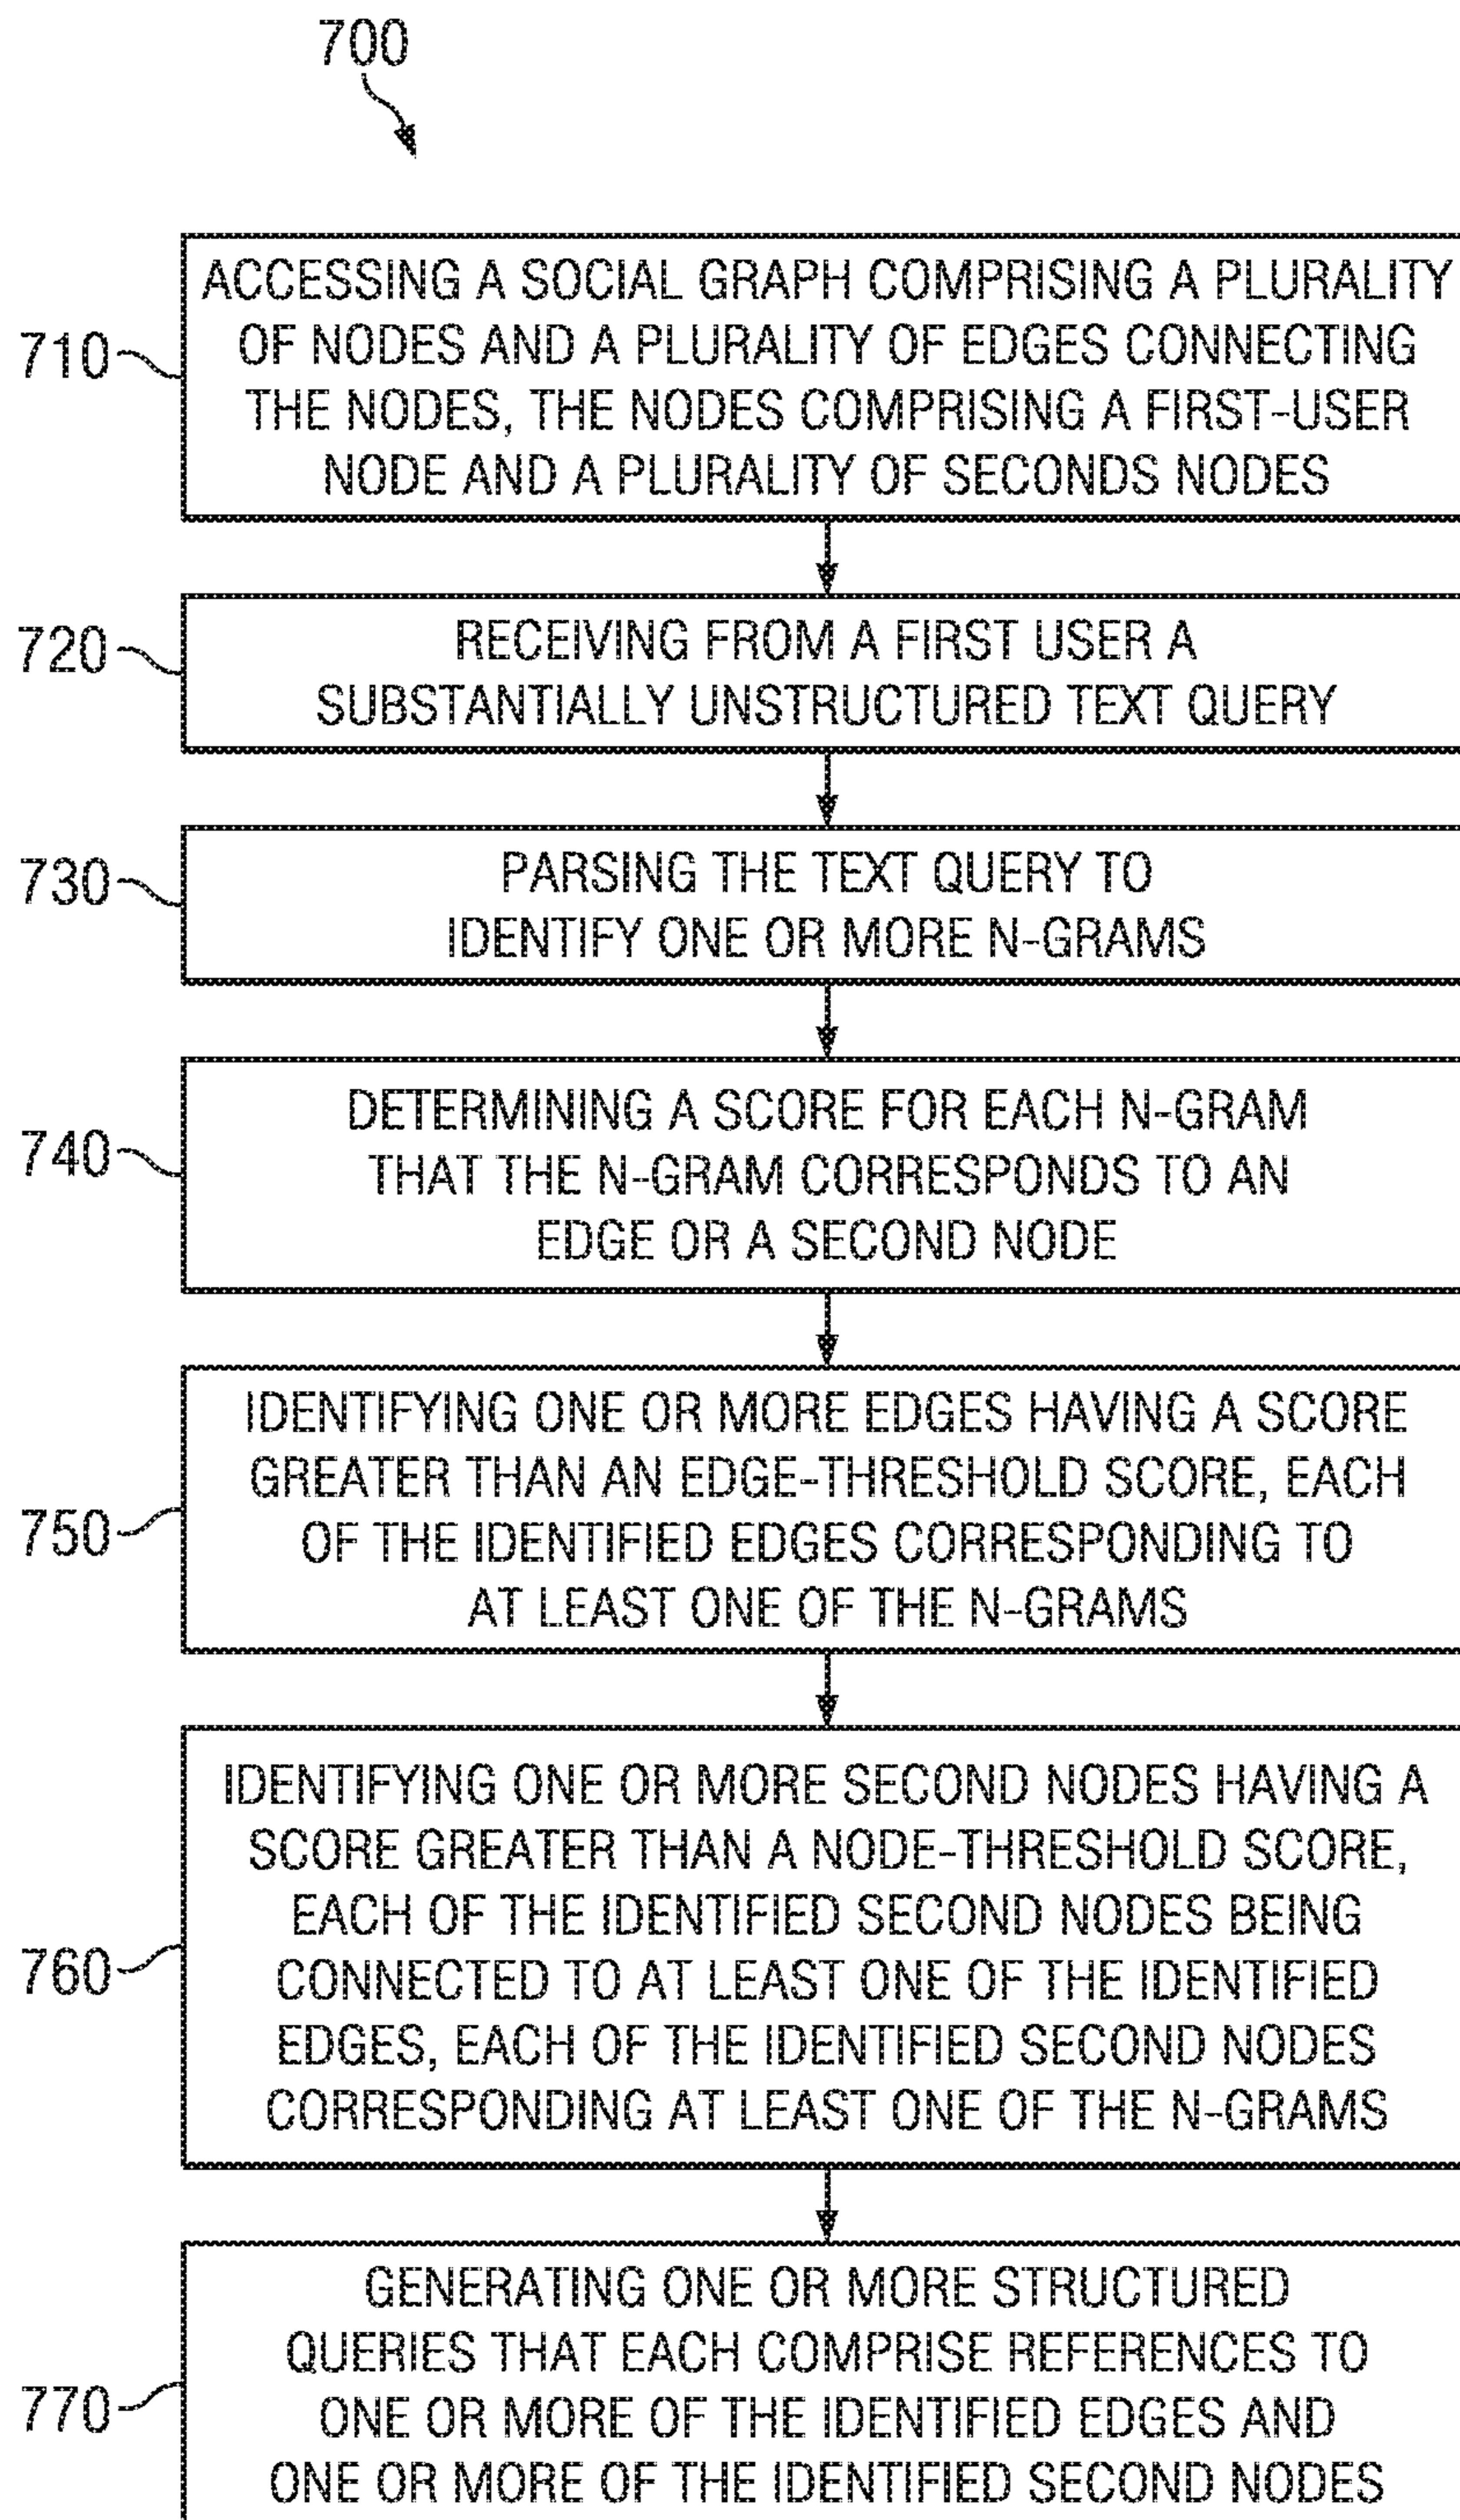 700
710
ACCESSING A SOCIAL GRAPH COMPRISING A PLURALITY
OF NODES AND A PLURALITY OF EDGES CONNECTING
THE NODES, THE NODES COMPRISING A FIRST-USER
NODE AND A PLURALITY OF SECONDS NODES
720
RECEIVING FROM A FIRST USER A
SUBSTANTIALLY UNSTRUCTURED TEXT QUERY
730
PARSING THE TEXT QUERY TO
IDENTIFY ONE OR MORE N-GRAMS
740
DETERMINING A SCORE FOR EACH N-GRAM
THAT THE N-GRAM CORRESPONDS TO AN
EDGE OR A SECOND NODE
750
IDENTIFYING ONE OR MORE EDGES HAVING A SCORE
GREATER THAN AN EDGE-THRESHOLD SCORE, EACH
OF THE IDENTIFIED EDGES CORRESPONDING TO
AT LEAST ONE OF THE N-GRAMS
760
IDENTIFYING ONE OR MORE SECOND NODES HAVING A
SCORE GREATER THAN A NODE-THRESHOLD SCORE,
EACH OF THE IDENTIFIED SECOND NODES BEING
CONNECTED TO AT LEAST ONE OF THE IDENTIFIED
EDGES, EACH OF THE IDENTIFIED SECOND NODES
CORRESPONDING AT LEAST ONE OF THE N-GRAMS
770
GENERATING ONE OR MORE STRUCTURED
QUERIES THAT EACH COMPRISE REFERENCES TO
ONE OR MORE OF THE IDENTIFIED EDGES AND
ONE OR MORE OF THE IDENTIFIED SECOND NODES